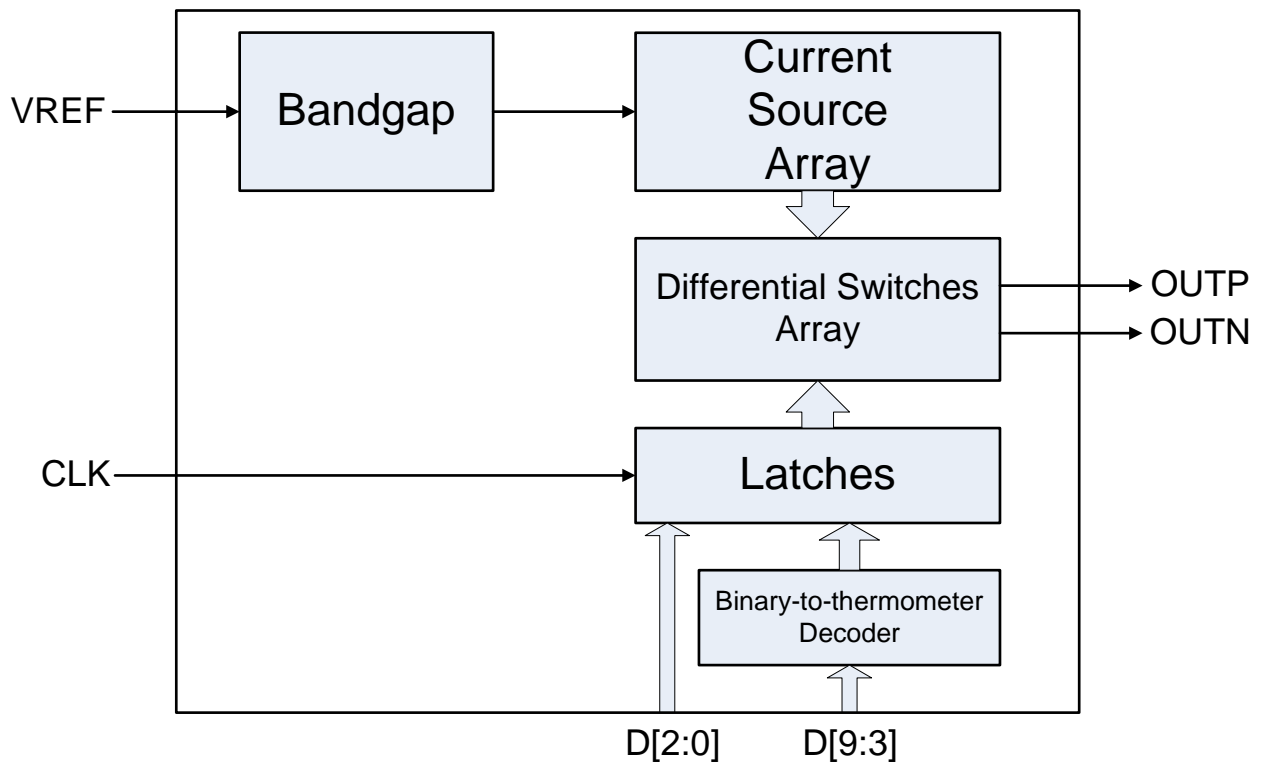 VREF
Bandgap
Current
Source
Array
Differential Switches
Array
OUTP
OUTN
CLK
Latches
Binary-to-thermometer
Decoder
D[2:0]
D[9:3]